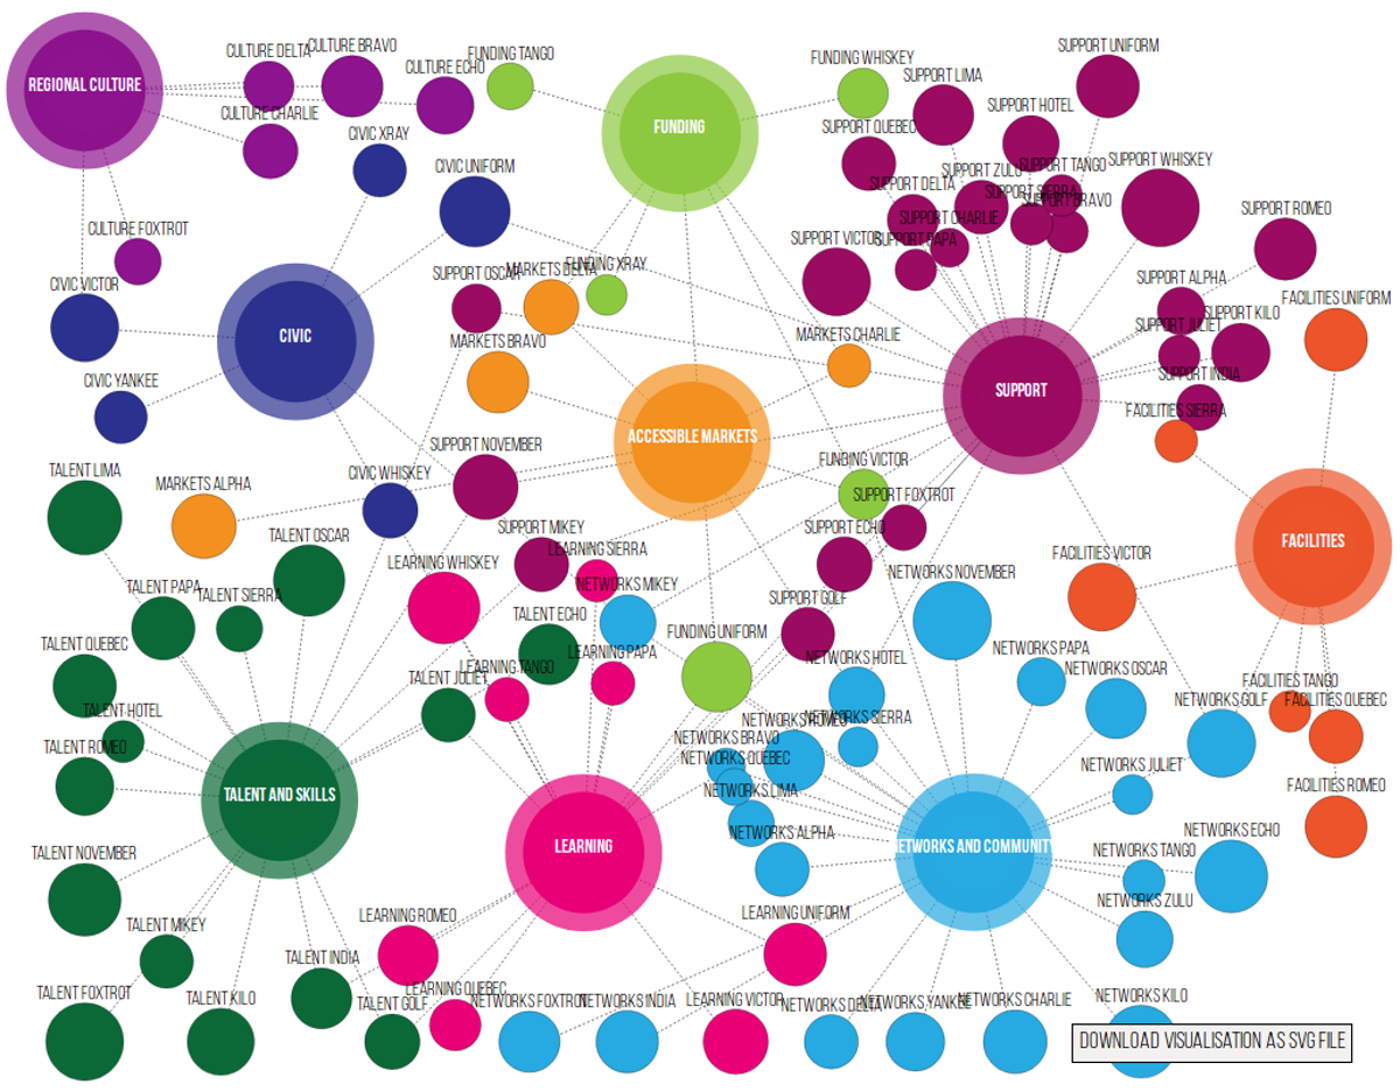 SUPPORT UNIFORM
CULTURE DELTA
CULTURE BRAVO
FUNDING TANGO
FUNDING WHISKEY
CULTURE ECHO
SUPPORT LIMA
REGIONAL CULTURE
SUPPORT HOTEL
CULTURE CHARLIE
FUNDING
SUPPORT QUEBEC
CIVIC XRAY
SUPPORT WHISKEY
CIVIC UNIFORM
SUPPORT TANGO
SUPPORT ZULU
SUPPORT DELTA
SUPPORT SIERRA
SUPPORT BRAVO
SUPPORT ROMEO
SUPPORT CHARLIE
CULTURE FOXTROT
SUPPORT VICTOR
SUPPORT PAPA
FUNDING XRAY
SUPPORT OSCAR
MARKETS DELTA
SUPPORT ALPHA
CIVIC VICTOR
FACILITIES UNIFORM
SUPPORT KILO
SUPPORT JULIET
CIVIC
MARKETS CHARLIE
MARKETS BRAVO
SUPPORT INDIA
CIVIC YANKEE
SUPPORT
FACILITIES SIERRA
ACCESSIBLE MARKETS
SUPPORT NOVEMBER
FUNDING VICTOR
TALENT LIMA
CIVIC WHISKEY
MARKETS ALPHA
SUPPORT FOXTROT
SUPPORT MIKEY
SUPPORT ECHO
TALENT OSCAR
FACILITIES
LEARNING SIERRA
FACILITIES VICTOR
LEARNING WHISKEY
NETWORKS NOVEMBER
NETWORKS MIKEY
TALENT PAPA
TALENT SIERRA
SUPPORT GOLF
TALENT ECHO
FUNDING UNIFORM
TALENT QUEBEC
NETWORKS PAPA
LEARNING PAPA
NETWORKS HOTEL
LEARNING TANGO
NETWORKS OSCAR
TALENT JULIET
FACILITIES TANGO
NETWORKS GOLF
FACILITIES QUEBEC
TALENT HOTEL
NETWORKS ROMEO
NETWORKS SIERRA
NETWORKS BRAVO
TALENT ROMEO
NETWORKS QUEBEC
NETWORKS JULIET
FACILITIES ROMEO
NETWORKS LIMA
TALENT AND SKILLS
NETWORKS ALPHA
NETWORKS ECHO
LEARNING
ETWORKS AND COMMUNIT
NETWORKS TANGO
TALENT NOVEMBER
NETWORKS ZULU
LEARNING ROMEO
LEARNING UNIFORM
TALENT MIKEY
TALENT INDIA
LEARNING QUEBEC
TALENT FOXTROT
TALENT KILO
TALENT GOLF
NETWORKS FOXTROT
NETWORKS INDIA
LEARNING VICTOR
NETWORKS DELTA
NETWORKS YANKEE
NETWORKS CHARLIE
NETWORKS KILO
DOWNLOAD VISUALISATION AS SVG FILE